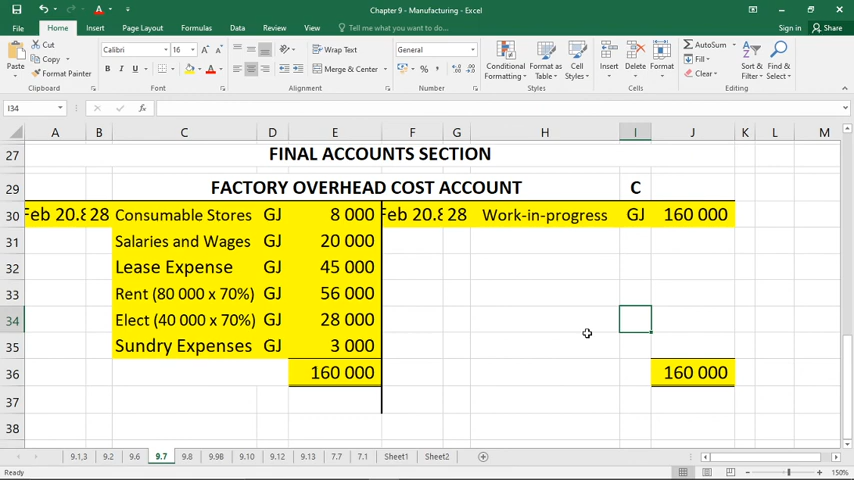 Chapter 9.7 - Manufacturing - Excel
Sign in Share
File Home Insert Page Layout Formulas Data Review View Tell me what you want to do...
Paste Cut Copy Format Painter Clipboard
Calibri 16 B I U Font
Wrap Text Merge & Center Alignment
General % , Number
Conditional Formatting Format as Table Cell Styles Styles
Insert Delete Format Cells
AutoSum Fill Clear Sort & Filter Find & Select Editing
I34 fx
A B C D E F G H I J K L M
27 FINAL ACCOUNTS SECTION
29 FACTORY OVERHEAD COST ACCOUNT C
30 Feb 20.8 28 Consumable Stores GJ 8 000 Feb 20.8 28 Work-in-progress GJ 160 000
31 Salaries and Wages GJ 20 000
32 Lease Expense GJ 45 000
33 Rent (80 000 x 70%) GJ 56 000
34 Elect (40 000 x 70%) GJ 28 000
35 Sundry Expenses GJ 3 000
36 160 000 160 000
37
38
9.1,3 9.2 9.6 9.7 9.8 9.9B 9.10 9.12 9.13 7.7 7.1 Sheet1 Sheet2
Ready 150%